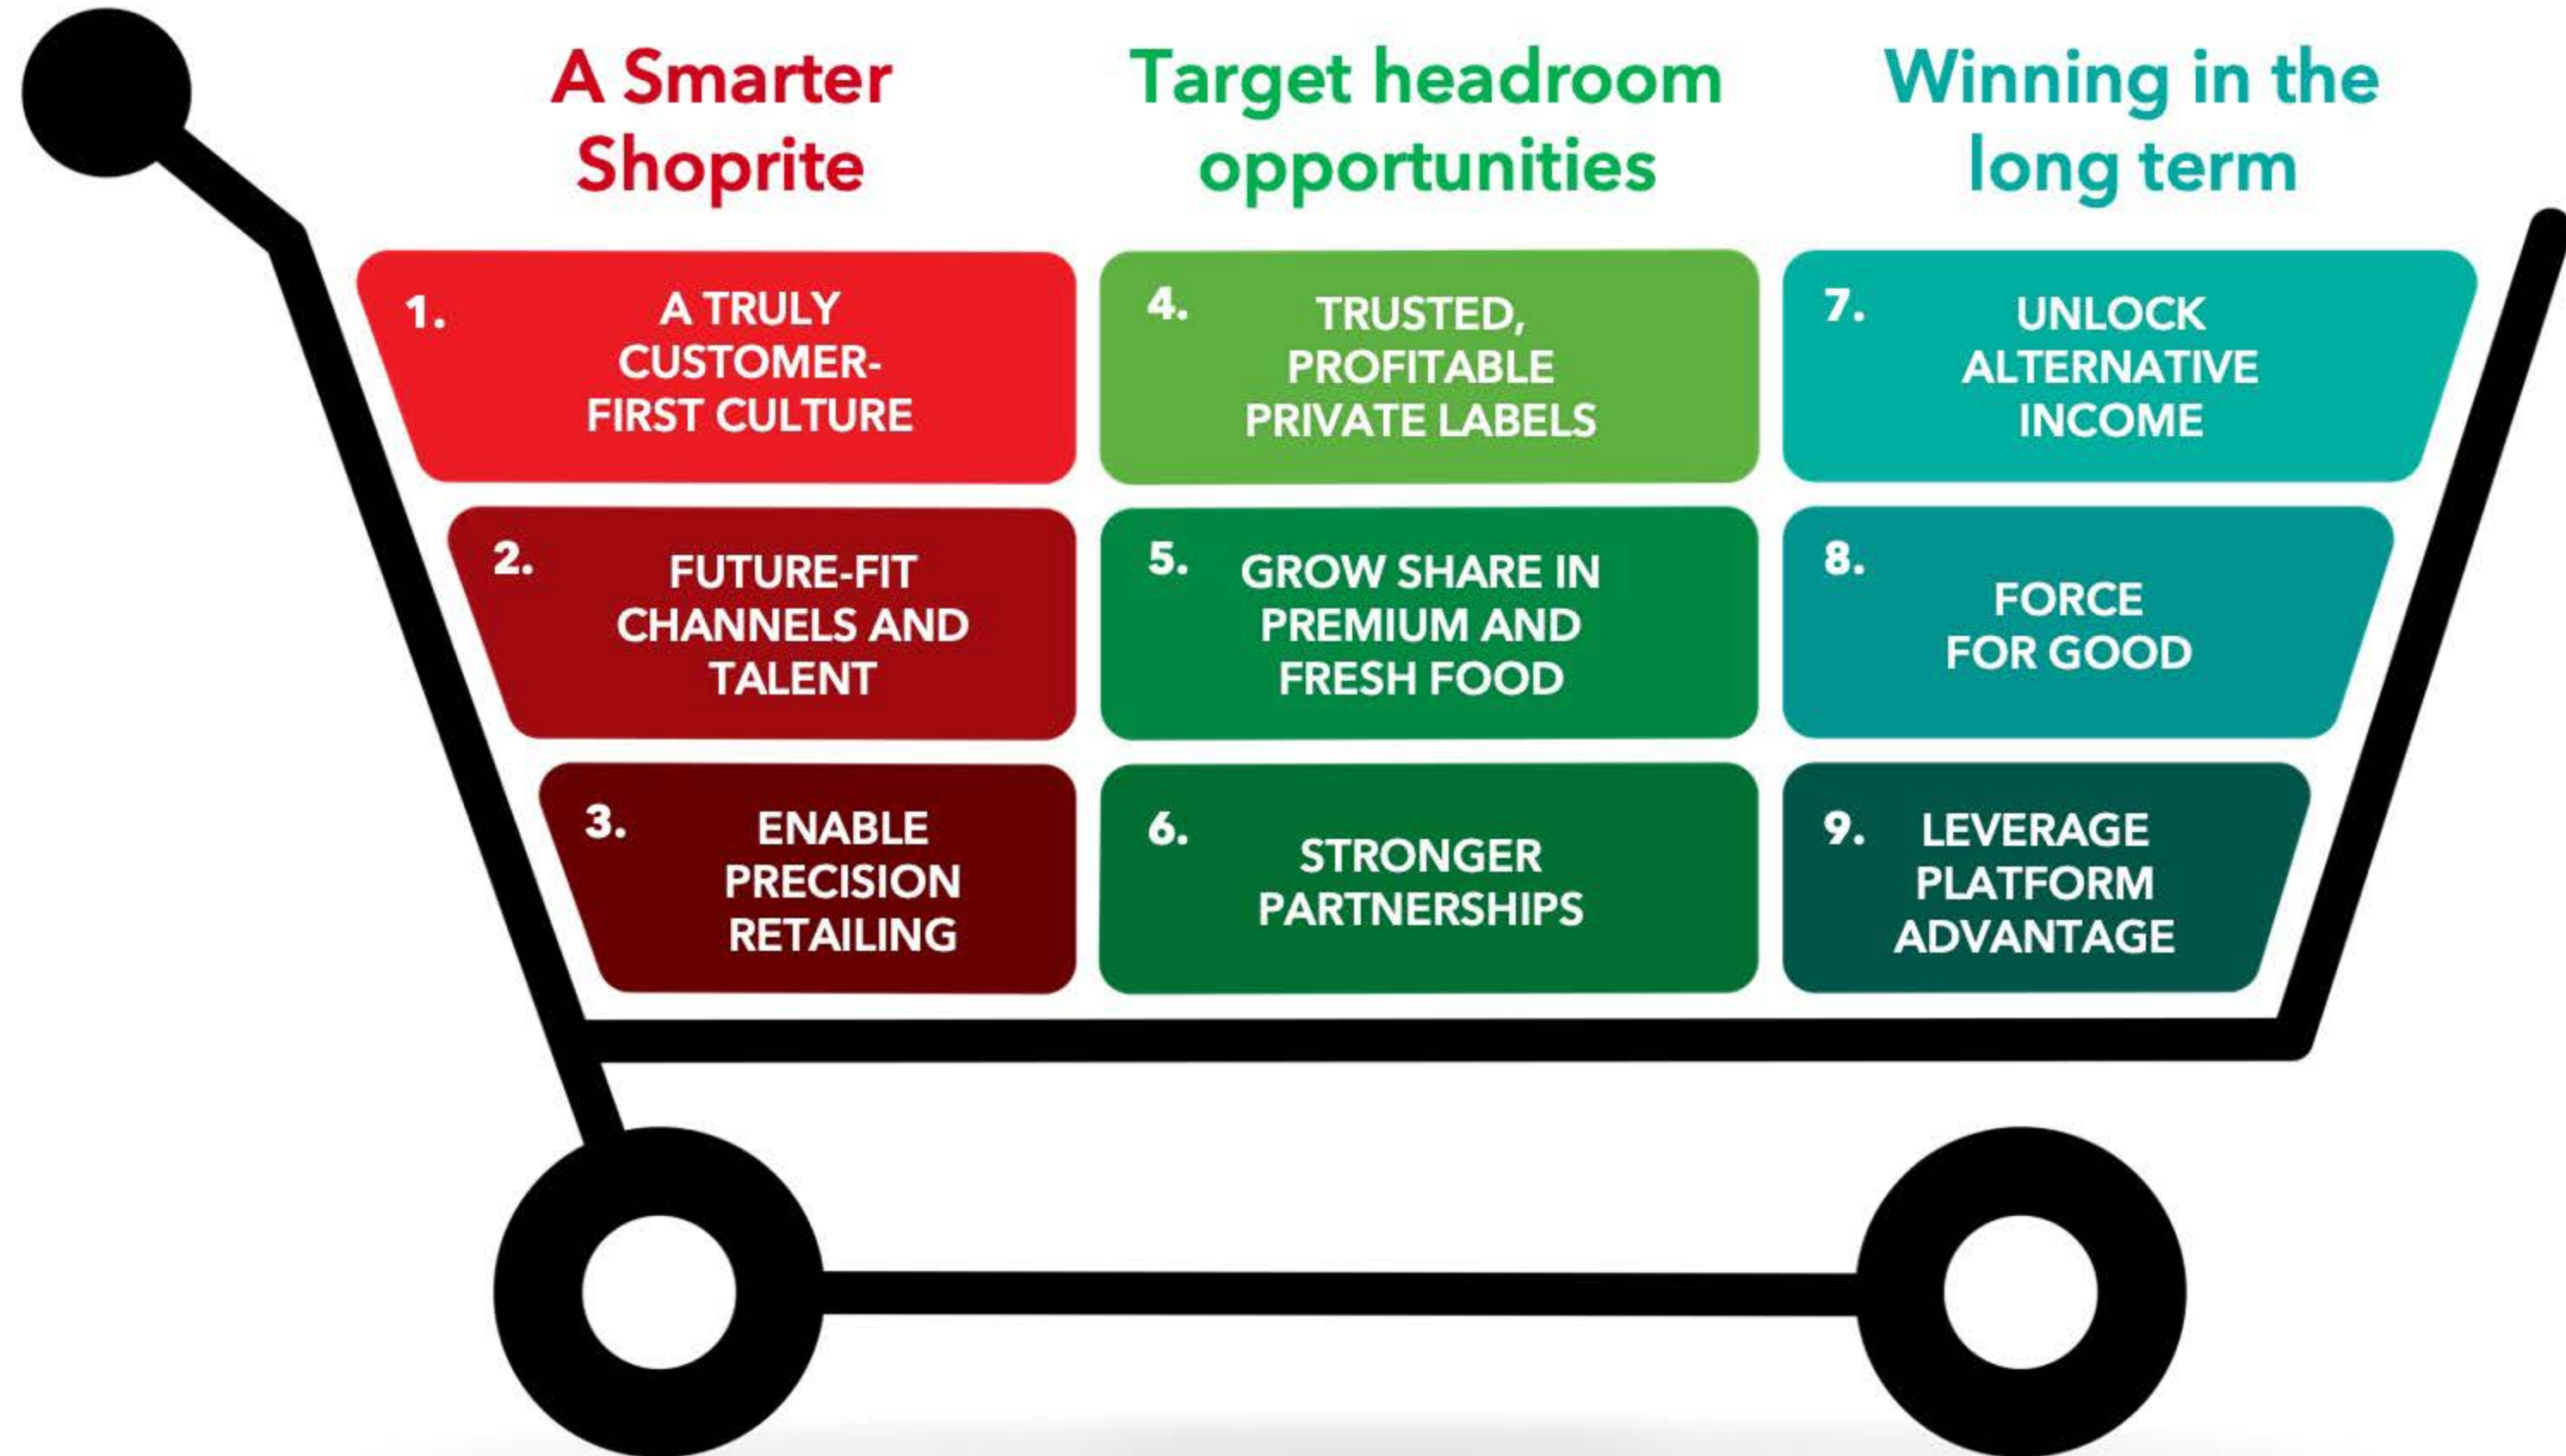 A Smarter
Shoprite
1.
A TRULY
CUSTOMER-
FIRST CULTURE
2.
FUTURE-FIT
CHANNELS AND
TALENT
3.
ENABLE
PRECISION
RETAILING
Target headroom
opportunities
4.
TRUSTED,
PROFITABLE
PRIVATE LABELS
5.
GROW SHARE IN
PREMIUM AND
FRESH FOOD
6.
STRONGER
PARTNERSHIPS
Winning in the
long term
7.
UNLOCK
ALTERNATIVE
INCOME
8.
FORCE
FOR GOOD
9.
LEVERAGE
PLATFORM
ADVANTAGE